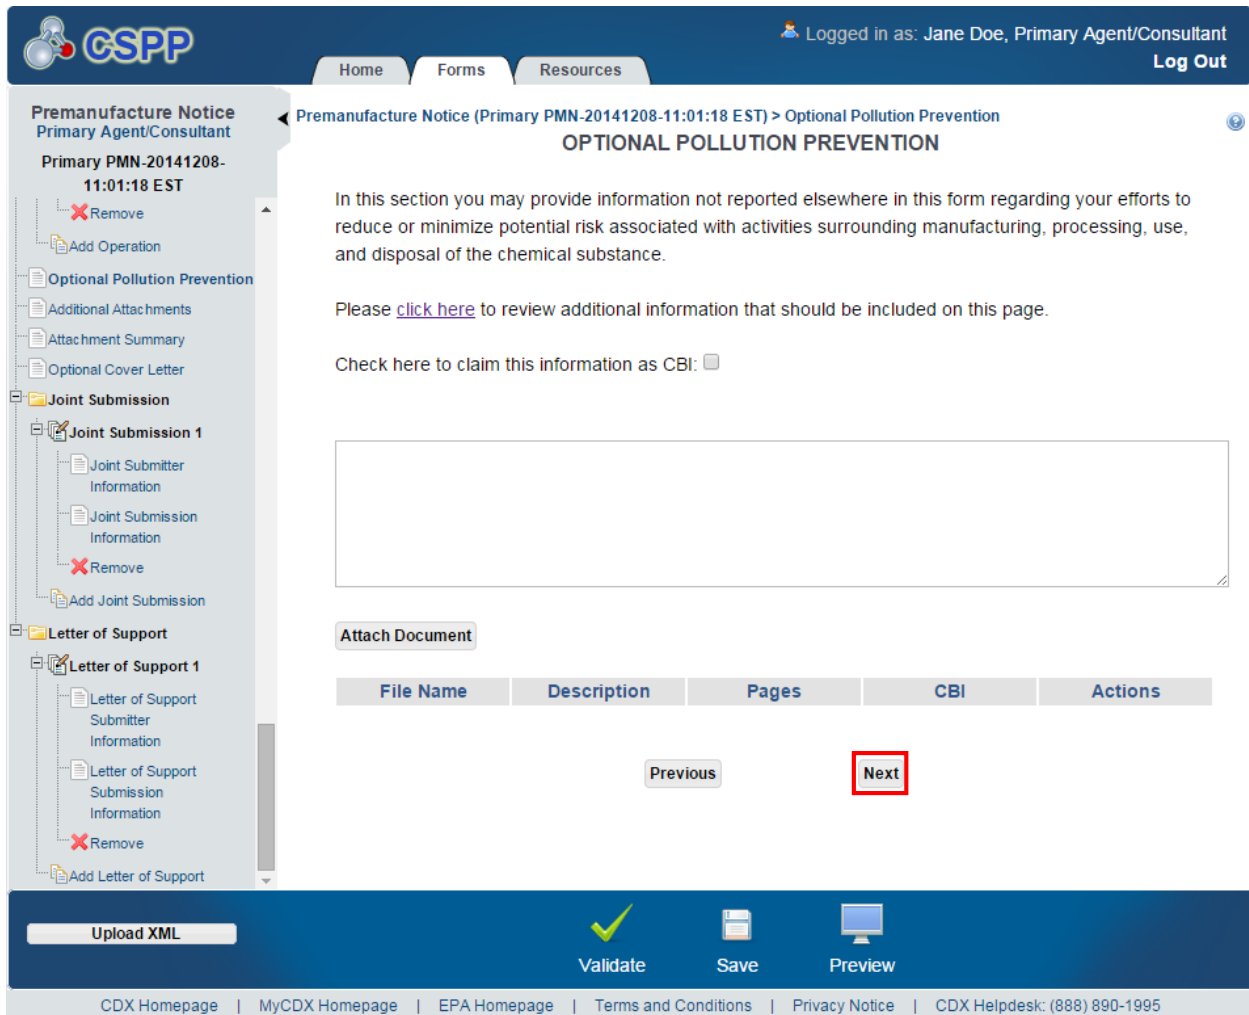 CSPP
Logged in as: Jane Doe, Primary Agent/Consultant
Log Out
Home
Forms
Resources
Premanufacture Notice
Primary Agent/Consultant
Primary PMN-20141208-
11:01:18 EST
Remove
Add Operation
Optional Pollution Prevention
Additional Attachments
Attachment Summary
Optional Cover Letter
Joint Submission
Joint Submission 1
Joint Submitter
Information
Joint Submission
Information
Remove
Add Joint Submission
Letter of Support
Letter of Support 1
Letter of Support
Submitter
Information
Letter of Support
Submission
Information
Remove
Add Letter of Support
Premanufacture Notice (Primary PMN-20141208-11:01:18 EST) > Optional Pollution Prevention
OPTIONAL POLLUTION PREVENTION
In this section you may provide information not reported elsewhere in this form regarding your efforts to
reduce or minimize potential risk associated with activities surrounding manufacturing, processing, use,
and disposal of the chemical substance.
Please click here to review additional information that should be included on this page.
Check here to claim this information as CBI:
Attach Document
File Name Description Pages CBI Actions
Previous
Next
Upload XML
Validate
Save
Preview
CDX Homepage | MyCDX Homepage | EPA Homepage | Terms and Conditions | Privacy Notice | CDX Helpdesk: (888) 890-1995